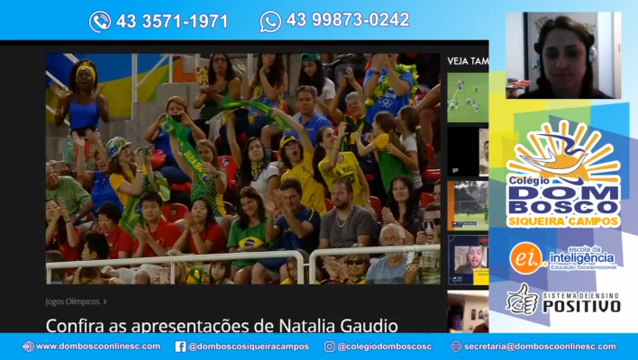 43 3571-1971
43 99873-0242
VEJA TAM
Colégio
DOM
BOSCO
SIQUEIRA CAMPOS
ei...
escola da
inteligência
Educação Socioemocional
SISTEMA DE ENSINO
POSITIVO
Jogos Olímpicos >
Confira as apresentações de Natalia Gaudio
www.domboscoonlinesc.com
@domboscosiqueiracampos
@colegiodomboscosc
secretaria@domboscoonlinesc.com